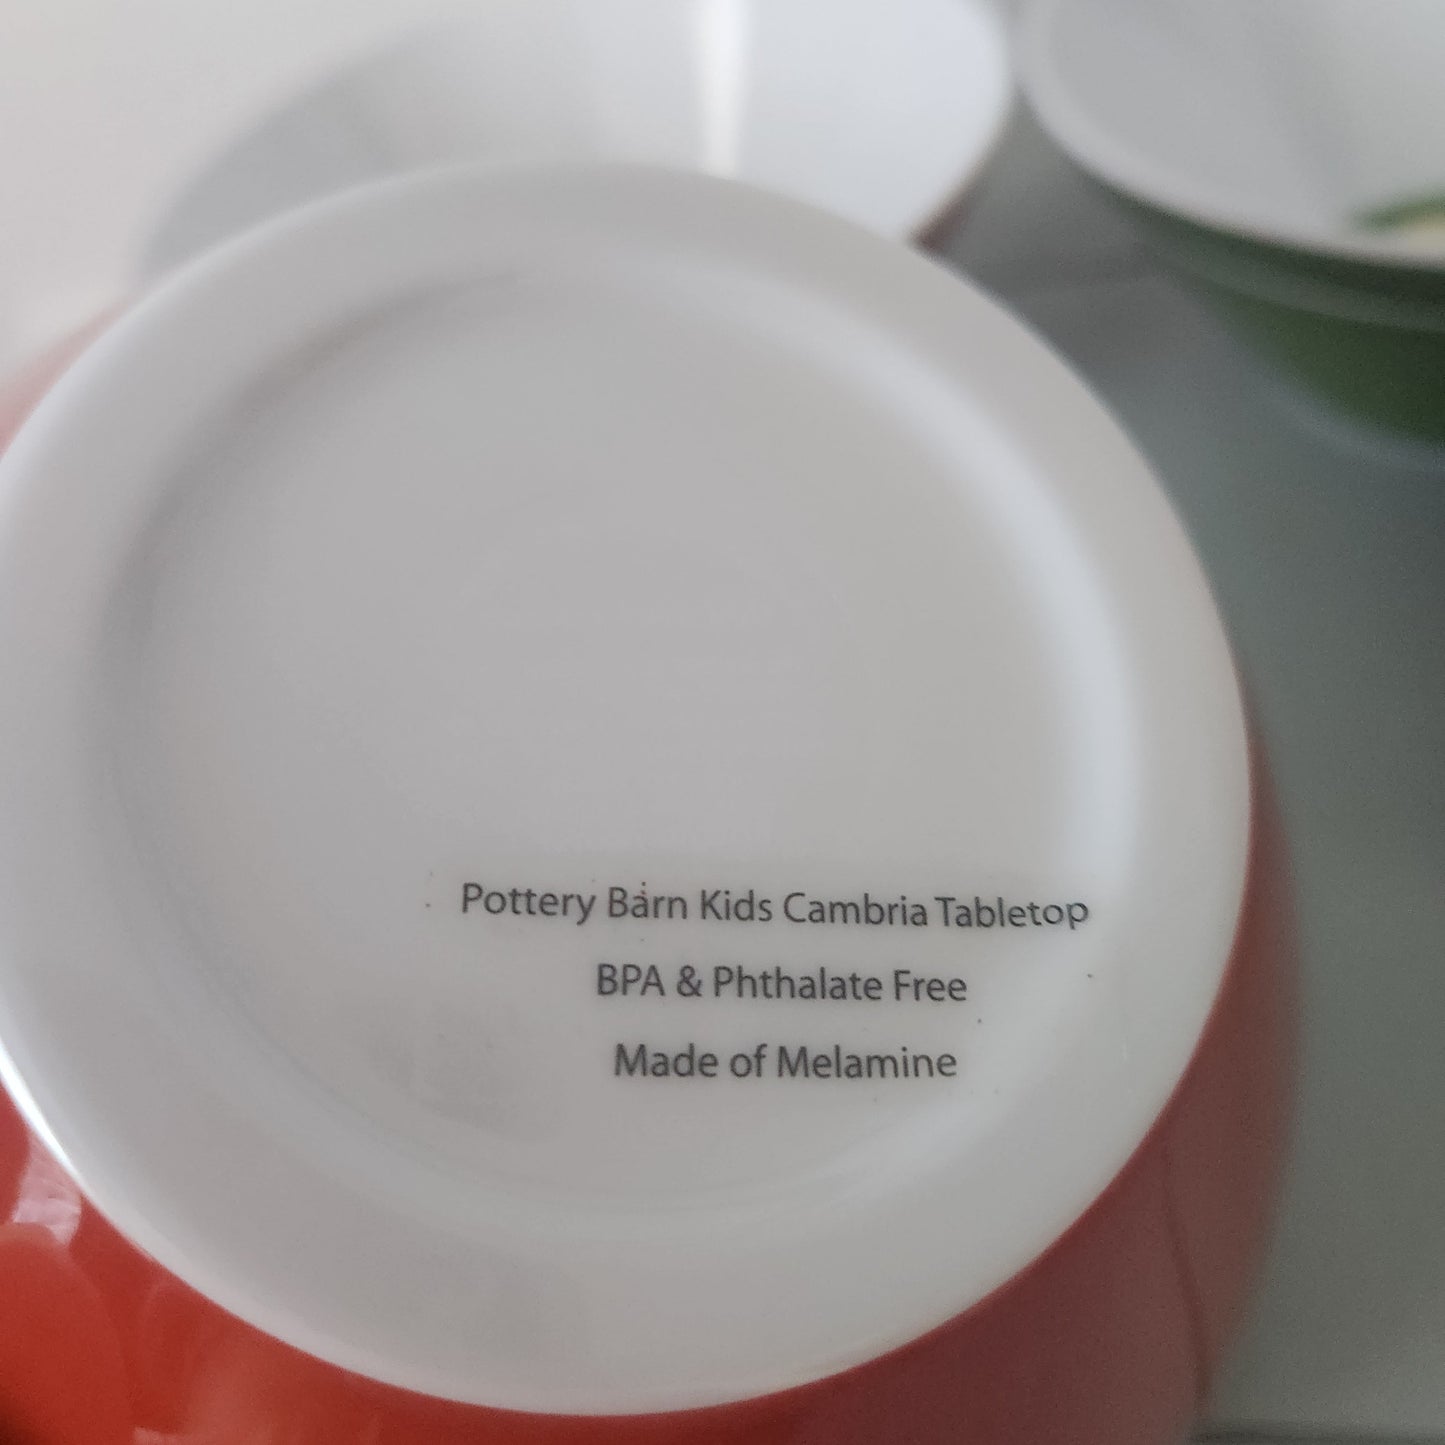 Pottery Barn Kids Cambria Tabletop
BPA & Phthalate Free
Made of Melamine